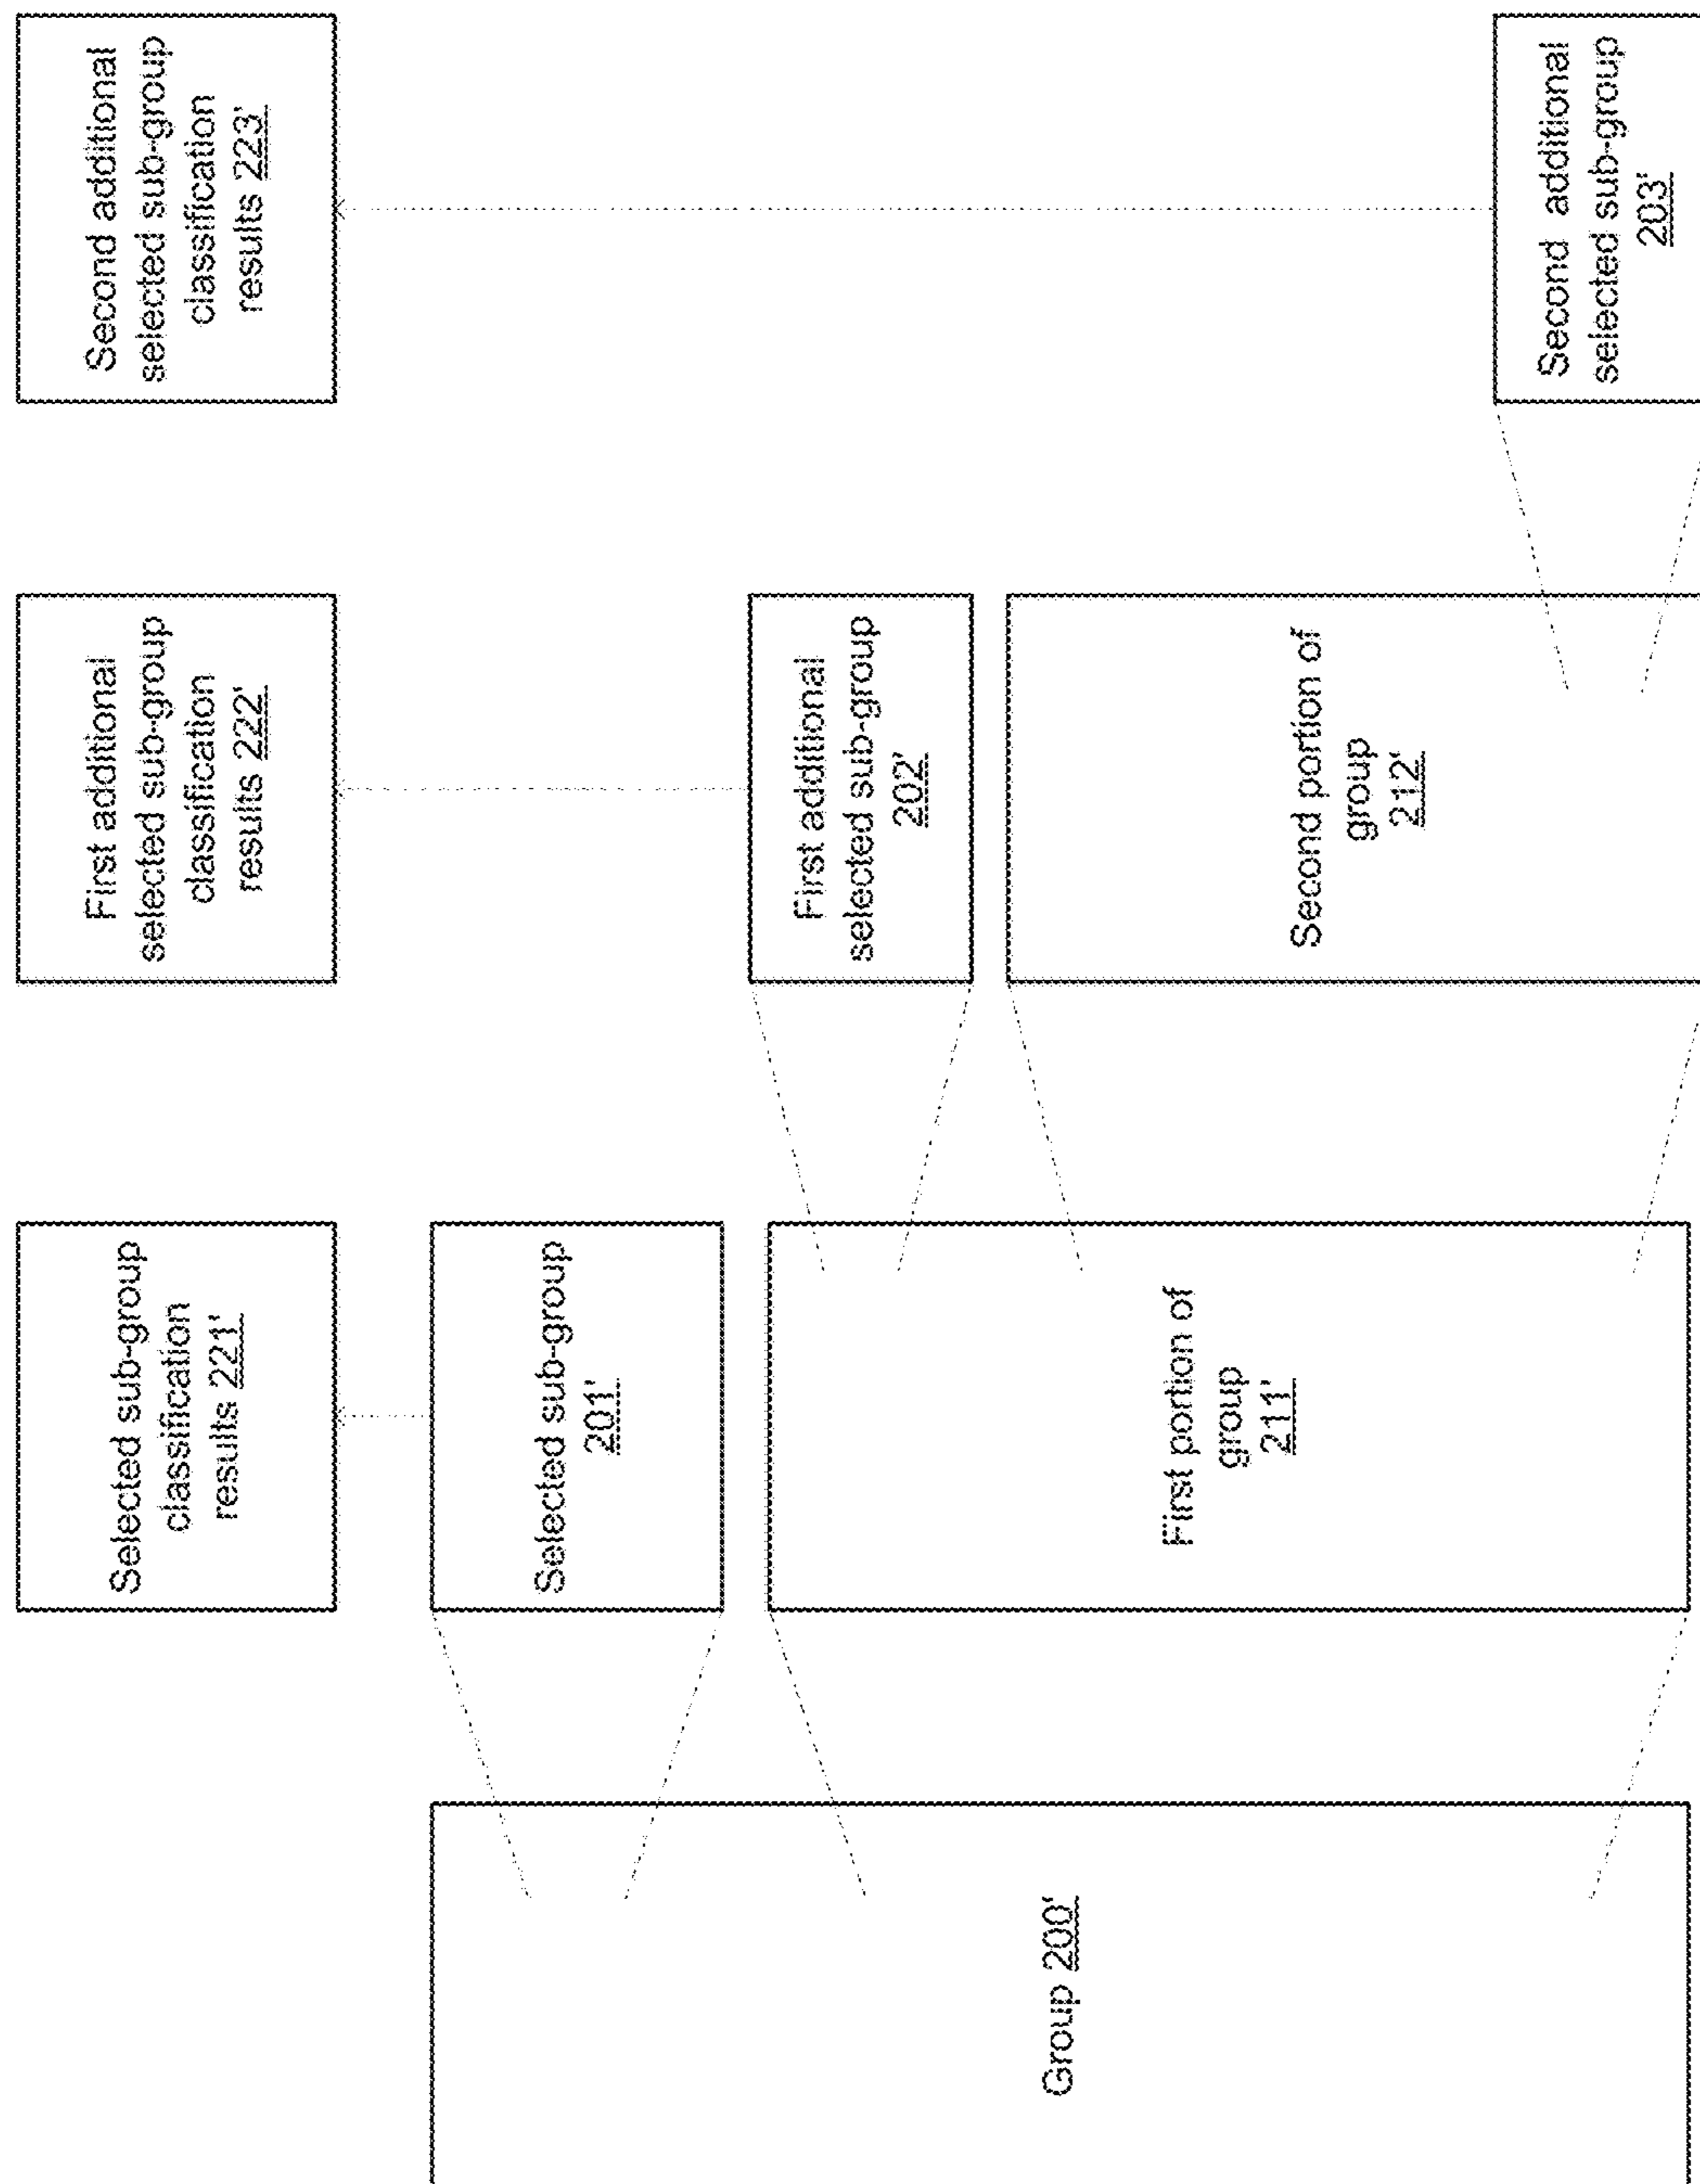 Selected sub-group
classification
results 221'
First additional
selected sub-group
classification
results 222'
Second additional
selected sub-group
classification
results 223'
Selected sub-group
201'
First additional
selected sub-group
202'
Group 200'
First portion of
group
211'
Second portion of
group
212'
Second additional
selected sub-group
203'